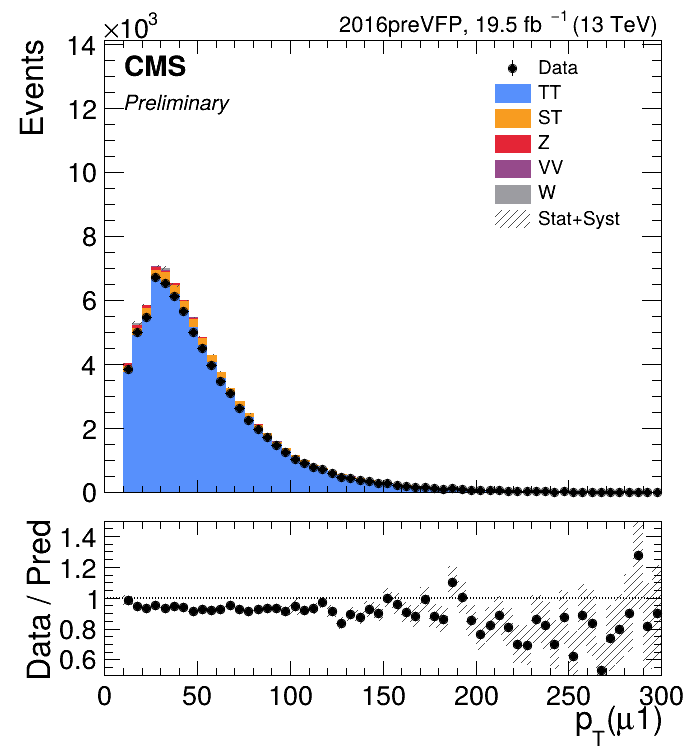 ×10³
2016preVFP, 19.5 fb ⁻¹ (13 TeV)
Events
14
12
10
8
6
4
2
0
CMS
Preliminary
Data
TT
ST
Z
VV
W
Stat+Syst
Data / Pred
1.4
1.2
1
0.8
0.6
0 50 100 150 200 250 300
p_T(μ1)